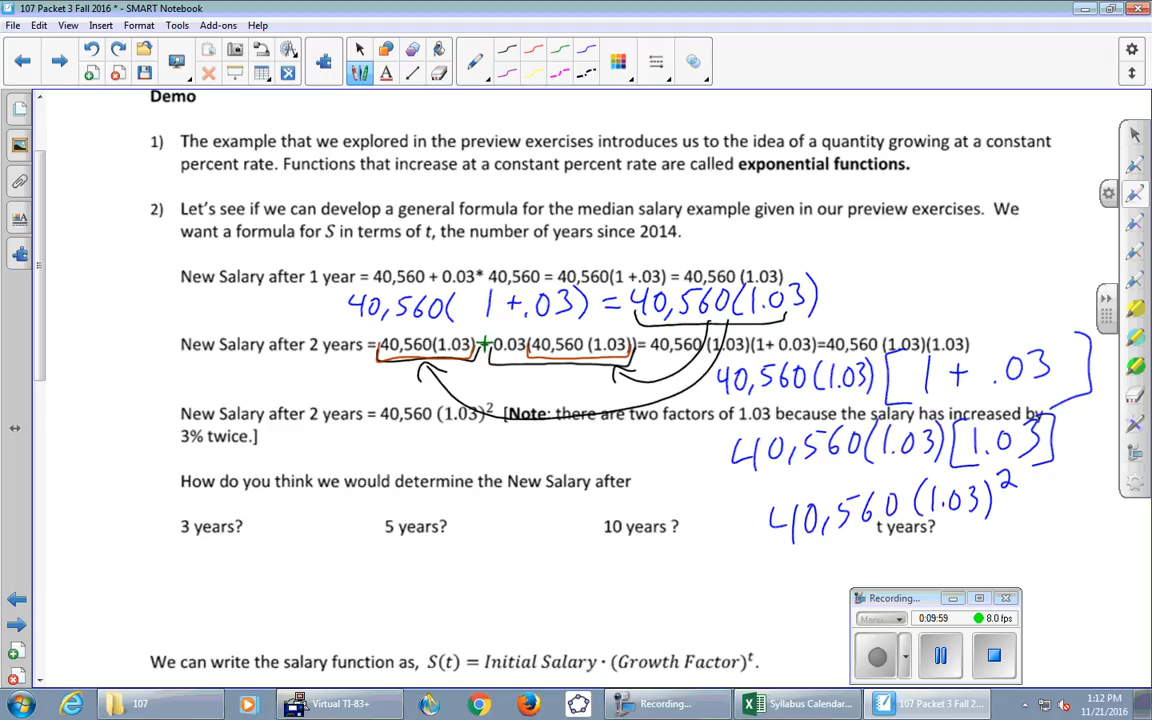 107 Packet 3 Fall 2016 * - SMART Notebook
File Edit View Insert Format Tools Add-ons Help
Demo
1) The example that we explored in the preview exercises introduces us to the idea of a quantity growing at a constant
percent rate. Functions that increase at a constant percent rate are called exponential functions.
2) Let's see if we can develop a general formula for the median salary example given in our preview exercises. We
want a formula for S in terms of t, the number of years since 2014.
New Salary after 1 year = 40,560 + 0.03* 40,560 = 40,560(1 +.03) = 40,560 (1.03)
40,560( 1 +.03) = 40,560(1.03)
New Salary after 2 years = 40,560(1.03) + 0.03(40,560 (1.03)) = 40,560 (1.03)(1+ 0.03)=40,560 (1.03)(1.03)
40,560(1.03)[1 + .03]
New Salary after 2 years = 40,560 (1.03)² [Note: there are two factors of 1.03 because the salary has increased by
3% twice.]
40,560(1.03)[1.03]
How do you think we would determine the New Salary after
40,560(1.03)²
3 years? 5 years? 10 years ? t years?
Recording...
Menu
0:09:59 8.0 fps
We can write the salary function as, S(t) = Initial Salary · (Growth Factor)ᵗ.
107 Virtual TI-83+ Recording... Syllabus Calendar... 107 Packet 3 Fall 2... 1:12 PM
11/21/2016